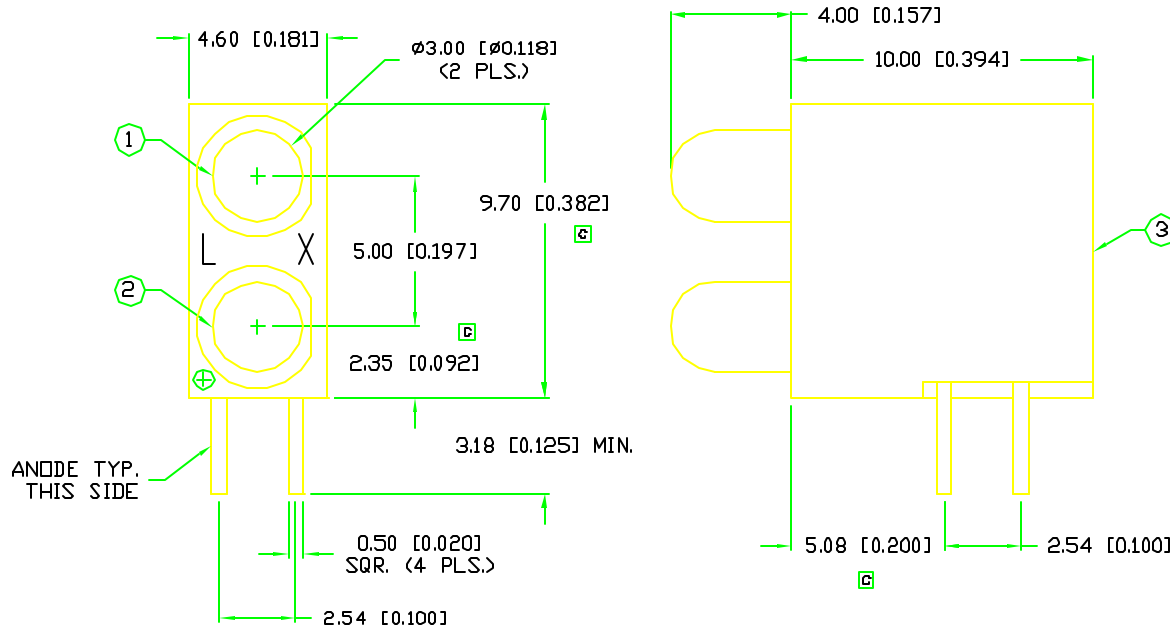 4.60 [0.181]
ø3.00 [ø0.118]
(2 PLS.)
4.00 [0.157]
10.00 [0.394]
1
9.70 [0.382]
C
3
L X
5.00 [0.197]
2
C
2.35 [0.092]
3.18 [0.125] MIN.
ANODE TYP.
THIS SIDE
0.50 [0.020]
SQR. (4 PLS.)
5.08 [0.200]
2.54 [0.100]
C
2.54 [0.100]